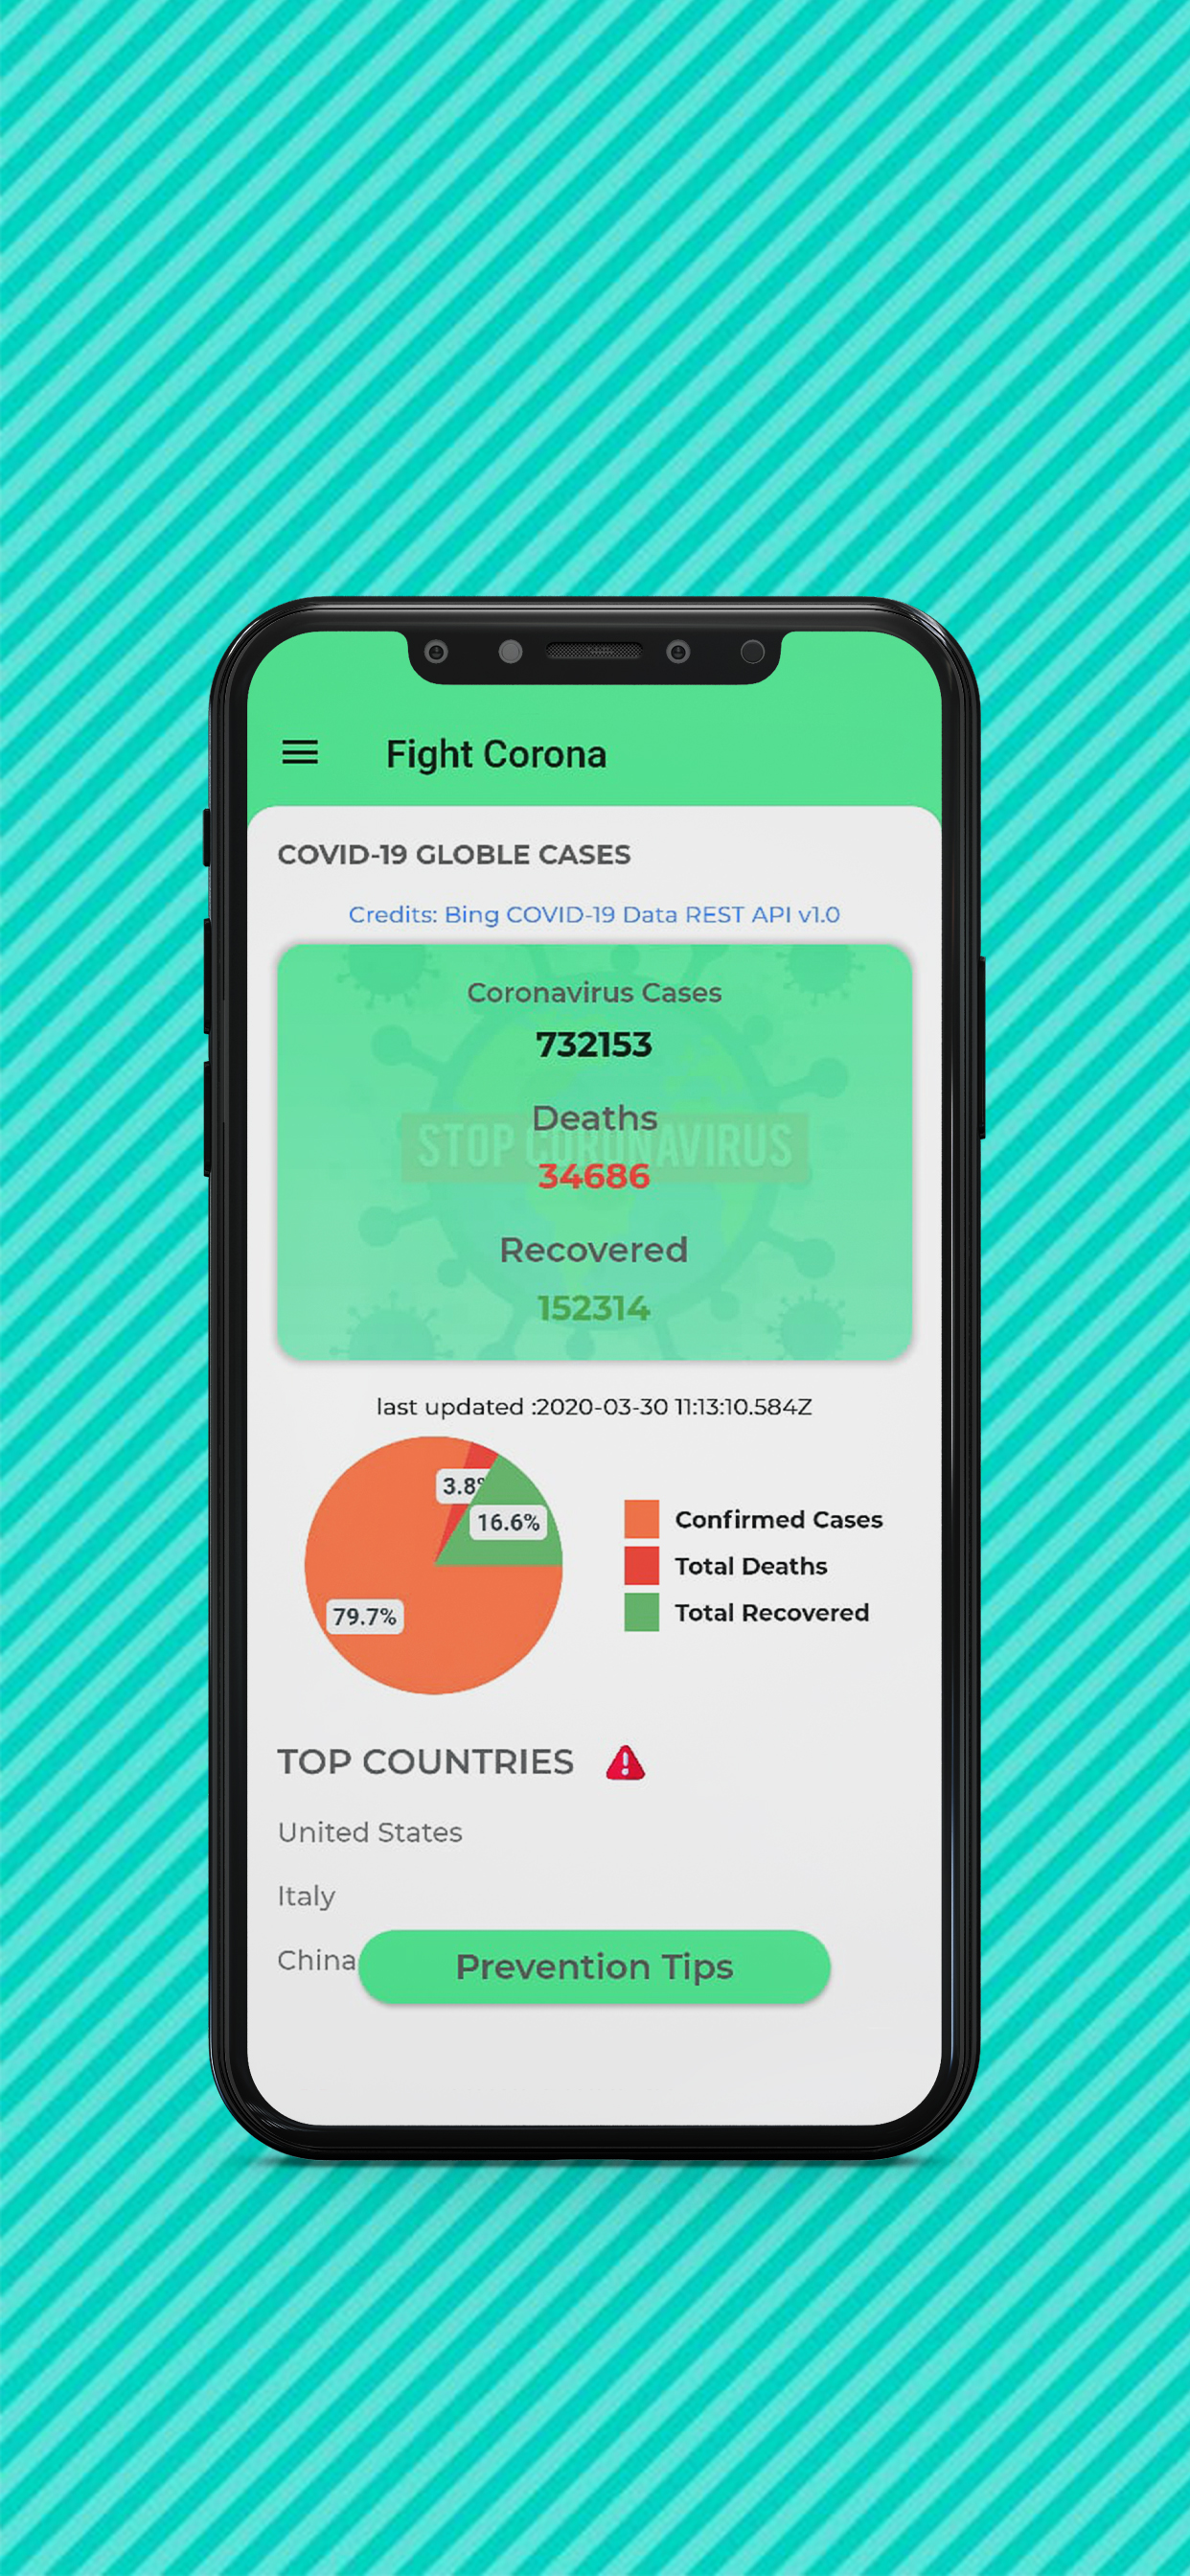 Fight Corona
COVID-19 GLOBLE CASES
Credits: Bing COVID-19 Data REST API v1.0
Coronavirus Cases
732153
Deaths
STOP CORONAVIRUS
34686
Recovered
152314
last updated :2020-03-30 11:13:10.584Z
3.8%
16.6%
79.7%
Confirmed Cases
Total Deaths
Total Recovered
TOP COUNTRIES
United States
Italy
China
Prevention Tips